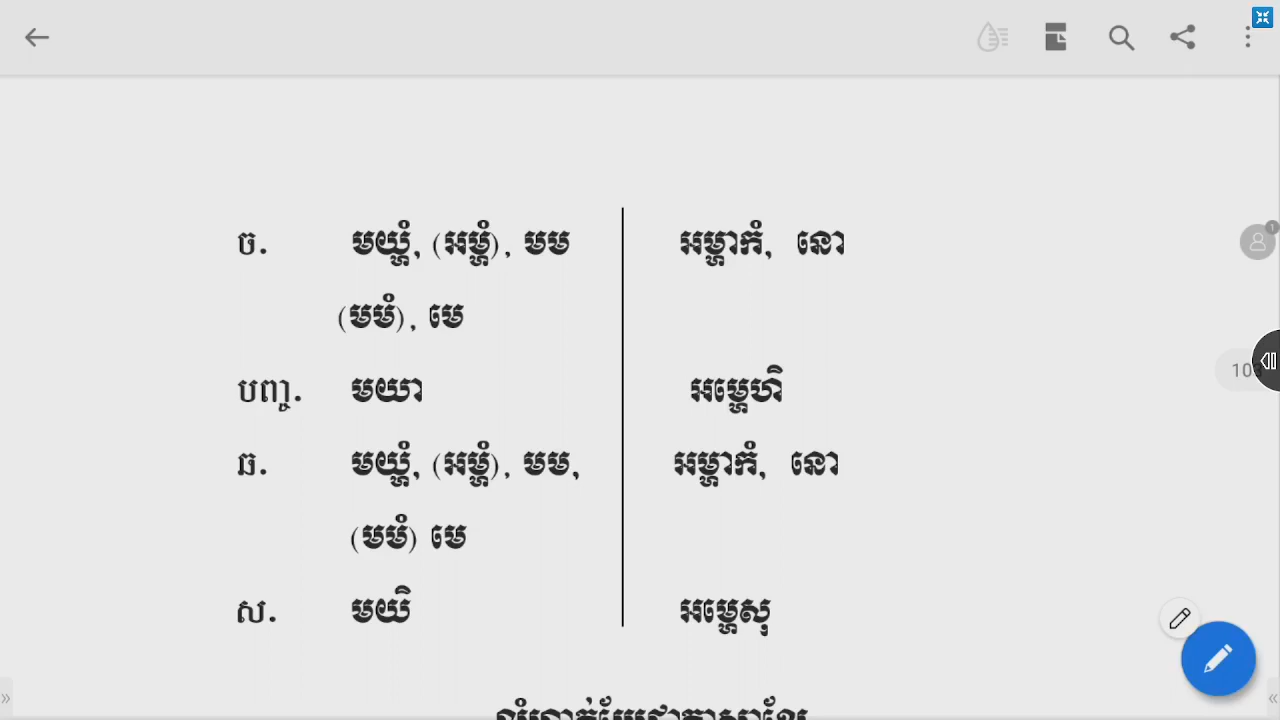 ច. មយ្ហំ, (អម្ហំ), មម អម្ហាកំ, នោ
(មមំ), មេ
បញ្ច. មយា អម្ហេហិ
ឆ. មយ្ហំ, (អម្ហំ), មម, អម្ហាកំ, នោ
(មមំ) មេ
ស. មយិ អម្ហេសុ